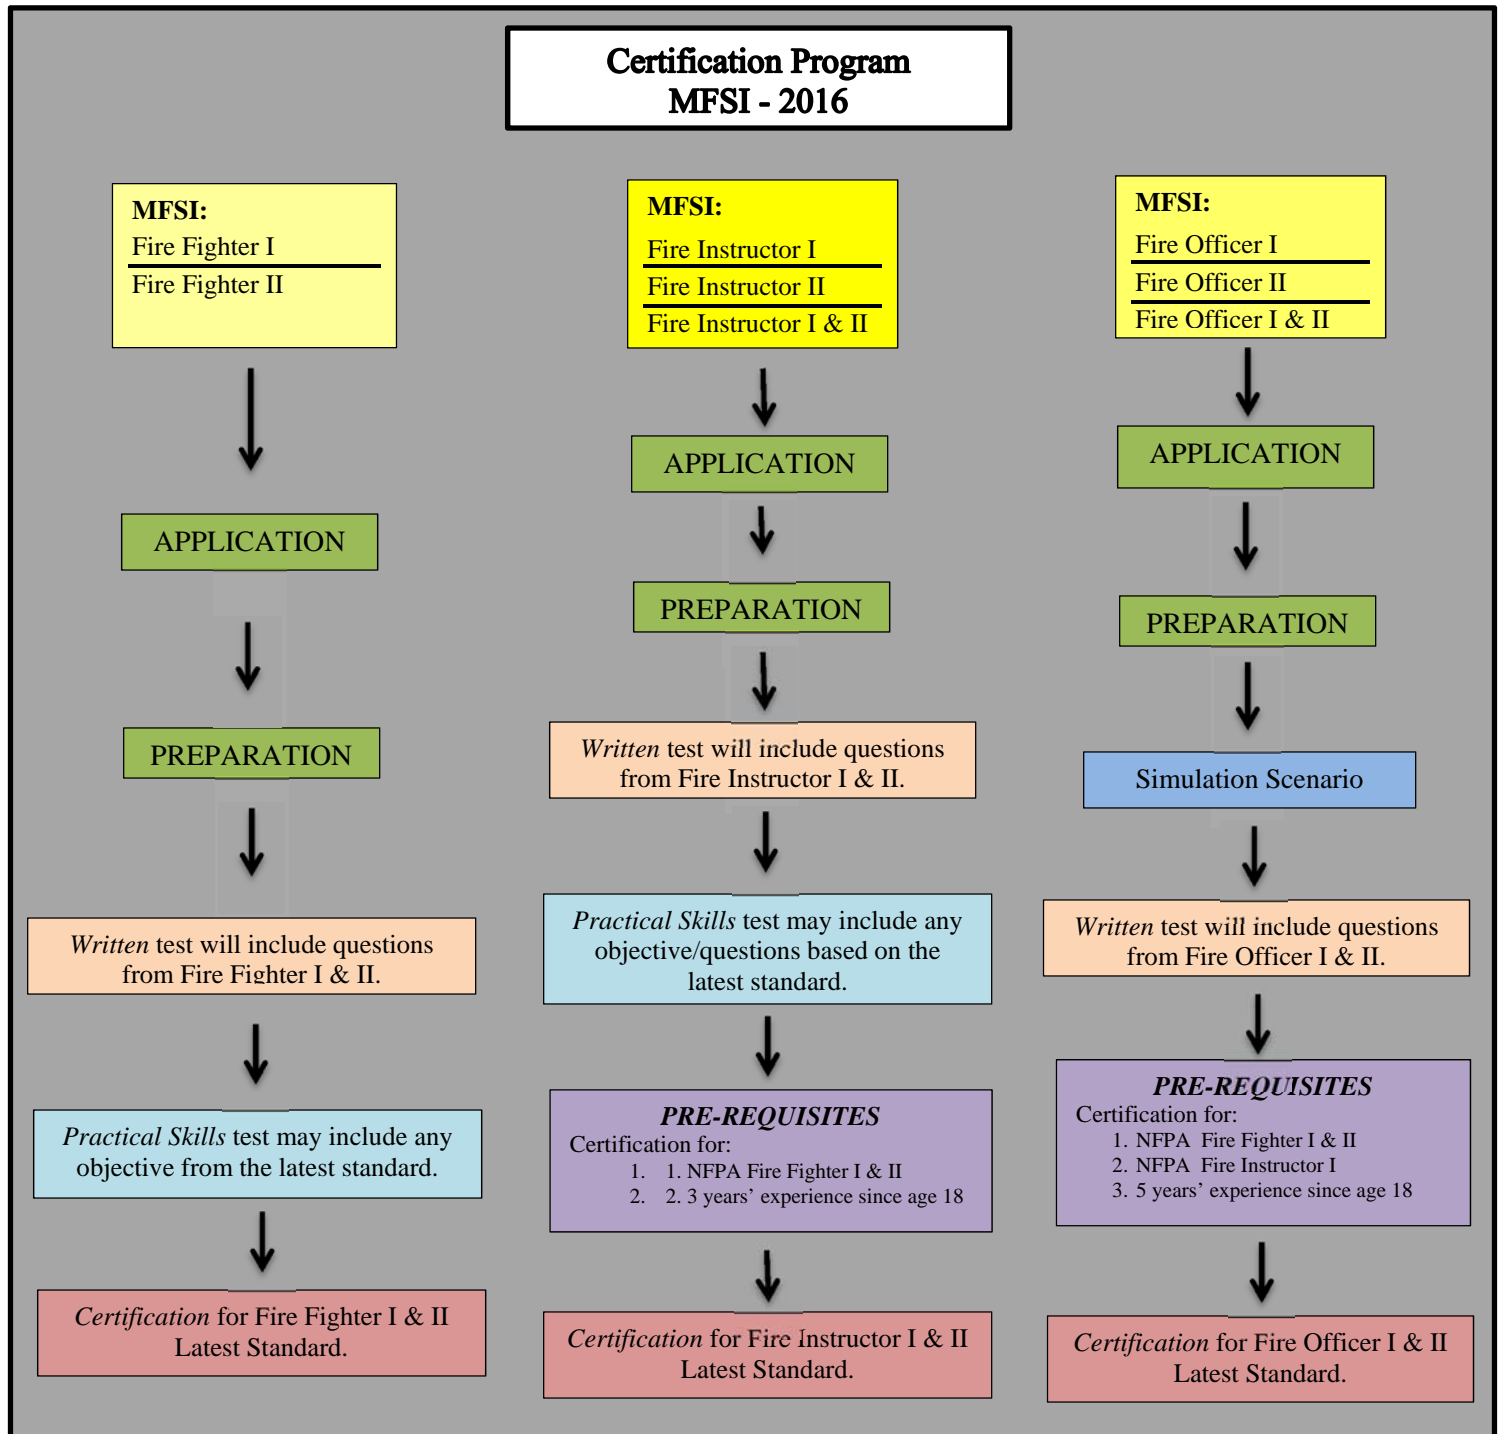 Certification Program
MFSI - 2016
MFSI:
Fire Fighter I
Fire Fighter II
APPLICATION
PREPARATION
Written test will include questions
from Fire Fighter I & II.
Practical Skills test may include any
objective from the latest standard.
Certification for Fire Fighter I & II
Latest Standard.
MFSI:
Fire Instructor I
Fire Instructor II
Fire Instructor I & II
APPLICATION
PREPARATION
Written test will include questions
from Fire Instructor I & II.
Practical Skills test may include any
objective/questions based on the
latest standard.
PRE-REQUISITES
Certification for:
1. 1. NFPA Fire Fighter I & II
2. 2. 3 years’ experience since age 18
Certification for Fire Instructor I & II
Latest Standard.
MFSI:
Fire Officer I
Fire Officer II
Fire Officer I & II
APPLICATION
PREPARATION
Simulation Scenario
Written test will include questions
from Fire Officer I & II.
PRE-REQUISITES
Certification for:
1. NFPA Fire Fighter I & II
2. NFPA Fire Instructor I
3. 5 years’ experience since age 18
Certification for Fire Officer I & II
Latest Standard.